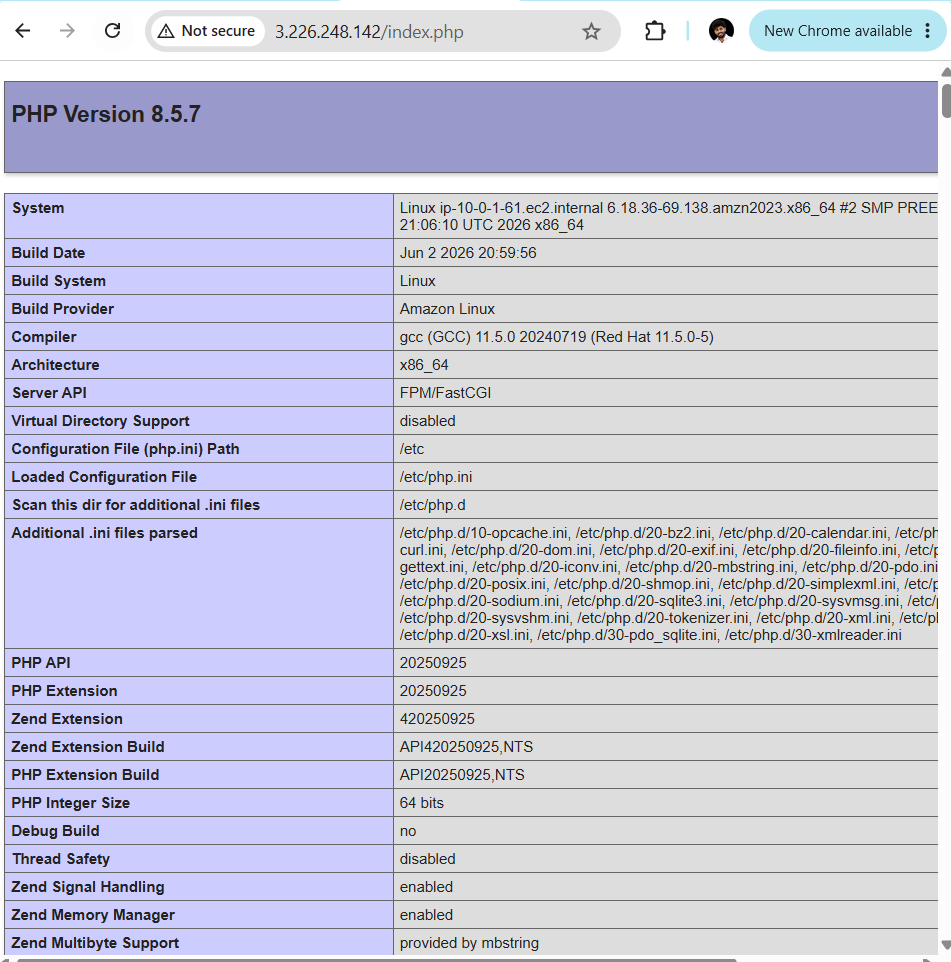 Not secure 3.226.248.142/index.php New Chrome available
PHP Version 8.5.7
System Linux ip-10-0-1-61.ec2.internal 6.18.36-69.138.amzn2023.x86_64 #2 SMP PREE
21:06:10 UTC 2026 x86_64
Build Date Jun 2 2026 20:59:56
Build System Linux
Build Provider Amazon Linux
Compiler gcc (GCC) 11.5.0 20240719 (Red Hat 11.5.0-5)
Architecture x86_64
Server API FPM/FastCGI
Virtual Directory Support disabled
Configuration File (php.ini) Path /etc
Loaded Configuration File /etc/php.ini
Scan this dir for additional .ini files /etc/php.d
Additional .ini files parsed /etc/php.d/10-opcache.ini, /etc/php.d/20-bz2.ini, /etc/php.d/20-calendar.ini, /etc/ph
curl.ini, /etc/php.d/20-dom.ini, /etc/php.d/20-exif.ini, /etc/php.d/20-fileinfo.ini, /etc/p
gettext.ini, /etc/php.d/20-iconv.ini, /etc/php.d/20-mbstring.ini, /etc/php.d/20-pdo.ini
/etc/php.d/20-posix.ini, /etc/php.d/20-shmop.ini, /etc/php.d/20-simplexml.ini, /etc/p
/etc/php.d/20-sodium.ini, /etc/php.d/20-sqlite3.ini, /etc/php.d/20-sysvmsg.ini, /etc/p
/etc/php.d/20-sysvshm.ini, /etc/php.d/20-tokenizer.ini, /etc/php.d/20-xml.ini, /etc/pl
/etc/php.d/20-xsl.ini, /etc/php.d/30-pdo_sqlite.ini, /etc/php.d/30-xmlreader.ini
PHP API 20250925
PHP Extension 20250925
Zend Extension 420250925
Zend Extension Build API420250925,NTS
PHP Extension Build API20250925,NTS
PHP Integer Size 64 bits
Debug Build no
Thread Safety disabled
Zend Signal Handling enabled
Zend Memory Manager enabled
Zend Multibyte Support provided by mbstring